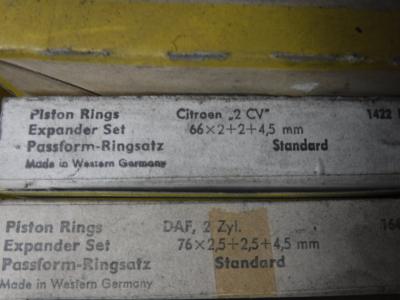 Piston Rings Citroen „2 CV" 1422
Expander Set 66×2+2+4,5 mm
Passform-Ringsatz Standard
Made in Western Germany
Piston Rings DAF, 2 Zyl.
Expander Set 76×2,5+2,5+4,5 mm
Passform-Ringsatz Standard
Made in Western Germany